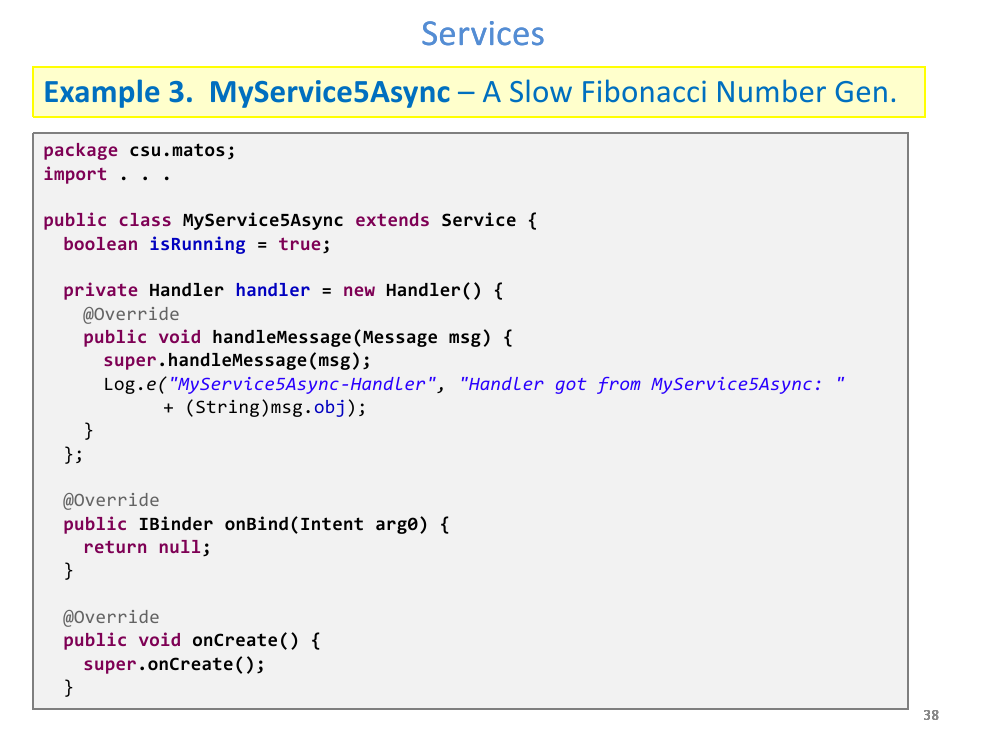 Services
Example 3.  MyService5Async – A Slow Fibonacci Number Gen.
package csu.matos;
import . . .
public class MyService5Async extends Service {
boolean isRunning = true;
private Handler handler = new Handler() {
@Override
public void handleMessage(Message msg) {
super.handleMessage(msg);
Log.e("MyService5Async-Handler", "Handler got from MyService5Async: "
+ (String)msg.obj);
}
};
@Override
public IBinder onBind(Intent arg0) {
return null;
}
@Override
public void onCreate() {
super.onCreate();
}
38